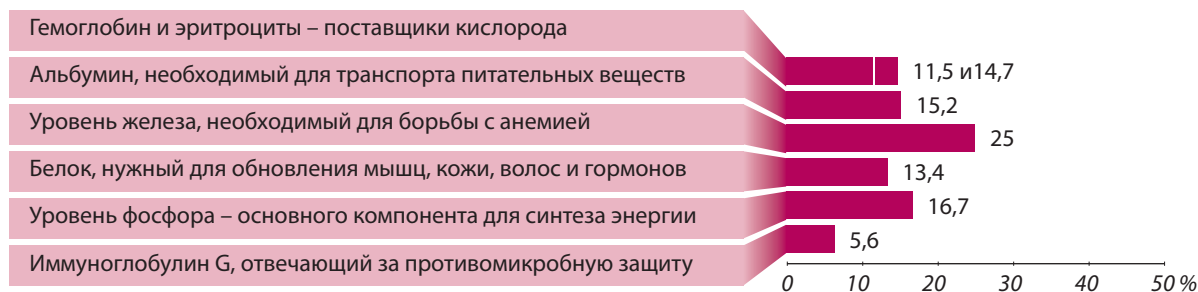 Гемоглобин и эритроциты – поставщики кислорода
11,5 и14,7
Альбумин, необходимый для транспорта питательных веществ
15,2
Уровень железа, необходимый для борьбы с анемией
25
Белок, нужный для обновления мышц, кожи, волос и гормонов
13,4
Уровень фосфора – основного компонента для синтеза энергии
16,7
Иммуноглобулин G, отвечающий за противомикробную защиту
5,6
0 10 20 30 40 50 %